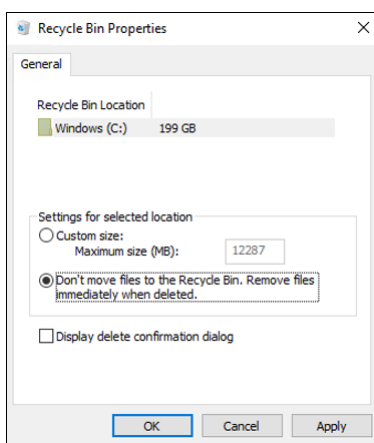 Recycle Bin Properties
General
Recycle Bin Location
Windows (C:) 199 GB
Settings for selected location
Custom size:
Maximum size (MB): 12287
Don't move files to the Recycle Bin. Remove files
immediately when deleted.
Display delete confirmation dialog
OK Cancel Apply